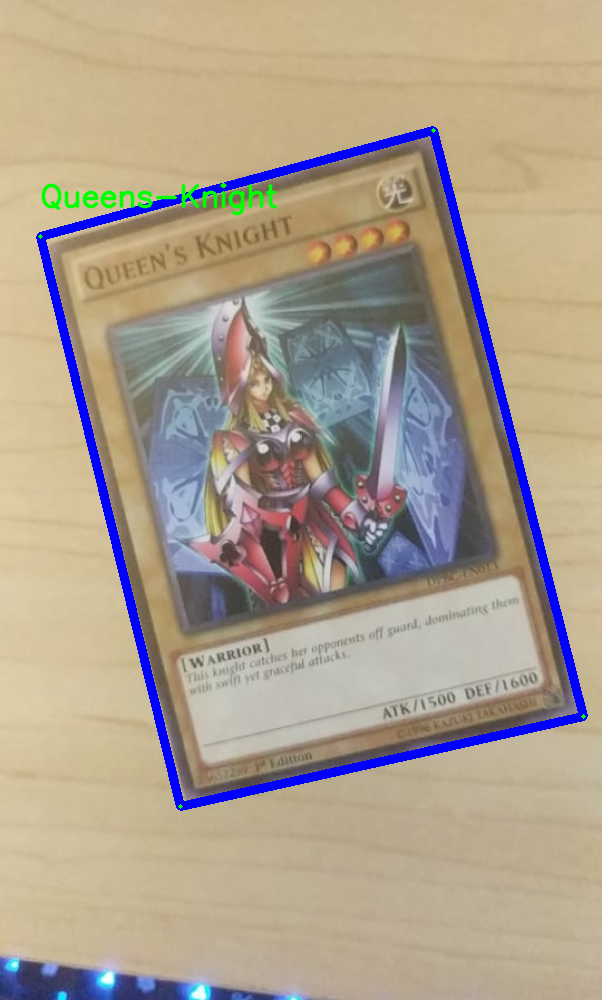 Queens-Knight
QUEEN'S KNIGHT
光
DPBC-EN014
[WARRIOR]
This knight catches her opponents off guard, dominating them
with swift yet graceful attacks.
ATK/1500 DEF/1600
1st Edition
©1996 KAZUKI TAKAHASHI